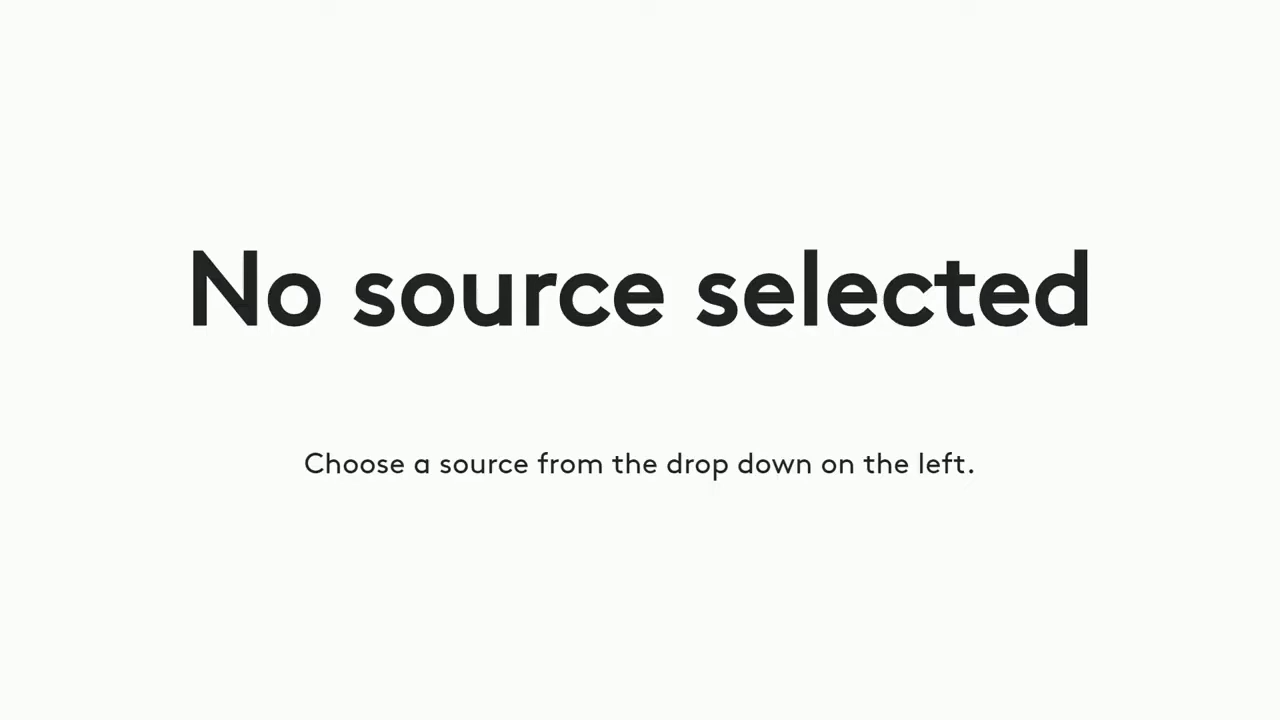 No source selected
Choose a source from the drop down on the left.